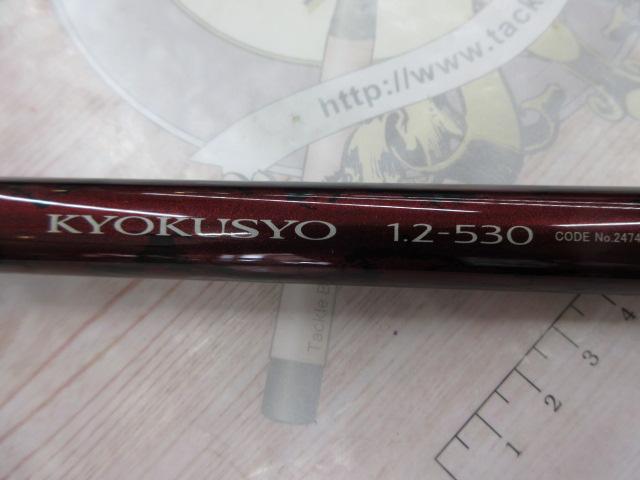 http://www.tack
KYOKUSYO 1.2-530 CODE No.2474
Tackle B
1 2 3 4